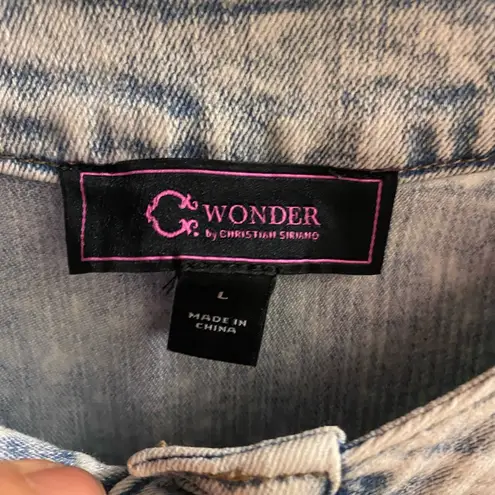 C. WONDER
by CHRISTIAN SIRIANO
L
MADE IN
CHINA